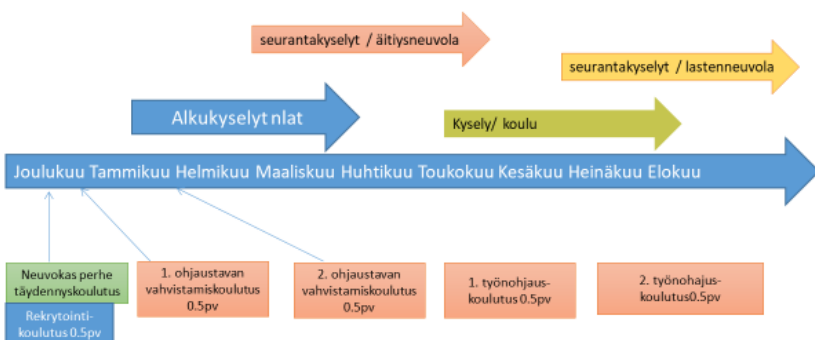 seurantakyselyt / äitiysneuvola
seurantakyselyt / lastenneuvola
Alkukyselyt nlat
Kysely/ koulu
Joulukuu Tammikuu Helmikuu Maaliskuu Huhtikuu Toukokuu Kesäkuu Heinäkuu Elokuu
Neuvokas perhe
täydennyskoulutus
Rekrytointi-
koulutus 0.5pv
1. ohjaustavan
vahvistamiskoulutus
0.5pv
2. ohjaustavan
vahvistamiskoulutus
0.5pv
1. työnohjaus-
koulutus 0.5pv
2. työnohajus-
koulutus0.5pv